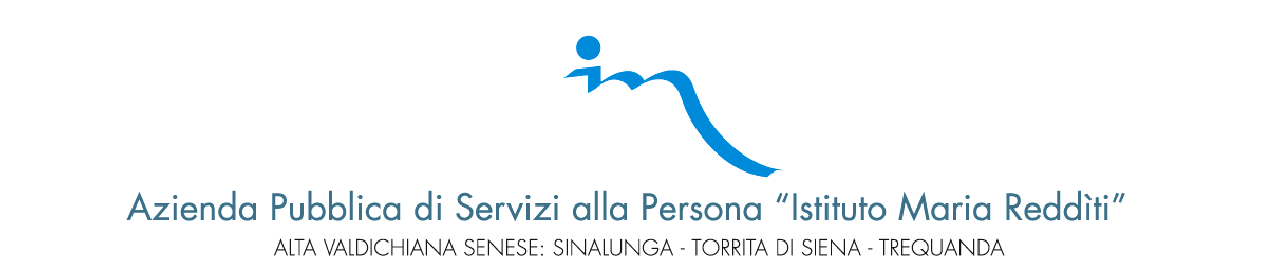 Azienda Pubblica di Servizi alla Persona “Istituto Maria Reddìti”
ALTA VALDICHIANA SENESE: SINALUNGA - TORRITA DI SIENA - TREQUANDA